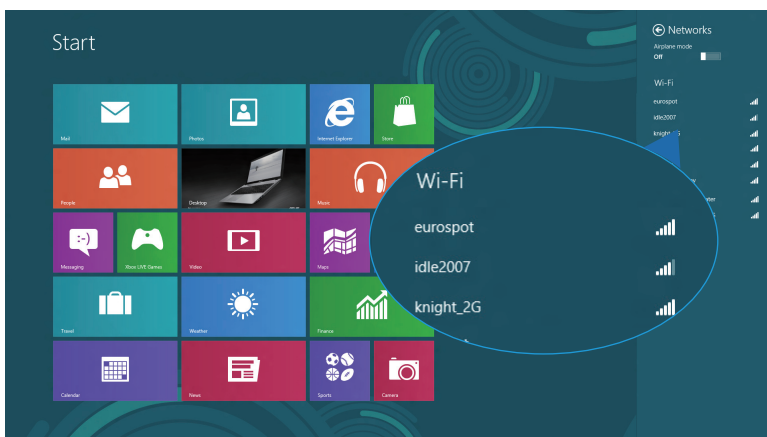 Start
Networks
Airplane mode
Off
Wi-Fi
eurospot
idle2007
knight_2G
Mail
Photos
Internet Explorer
Store
People
Desktop
Music
Messaging
Xbox LIVE Games
Video
Maps
Travel
Weather
Finance
Calendar
News
Sports
Camera
Wi-Fi
eurospot
idle2007
knight_2G